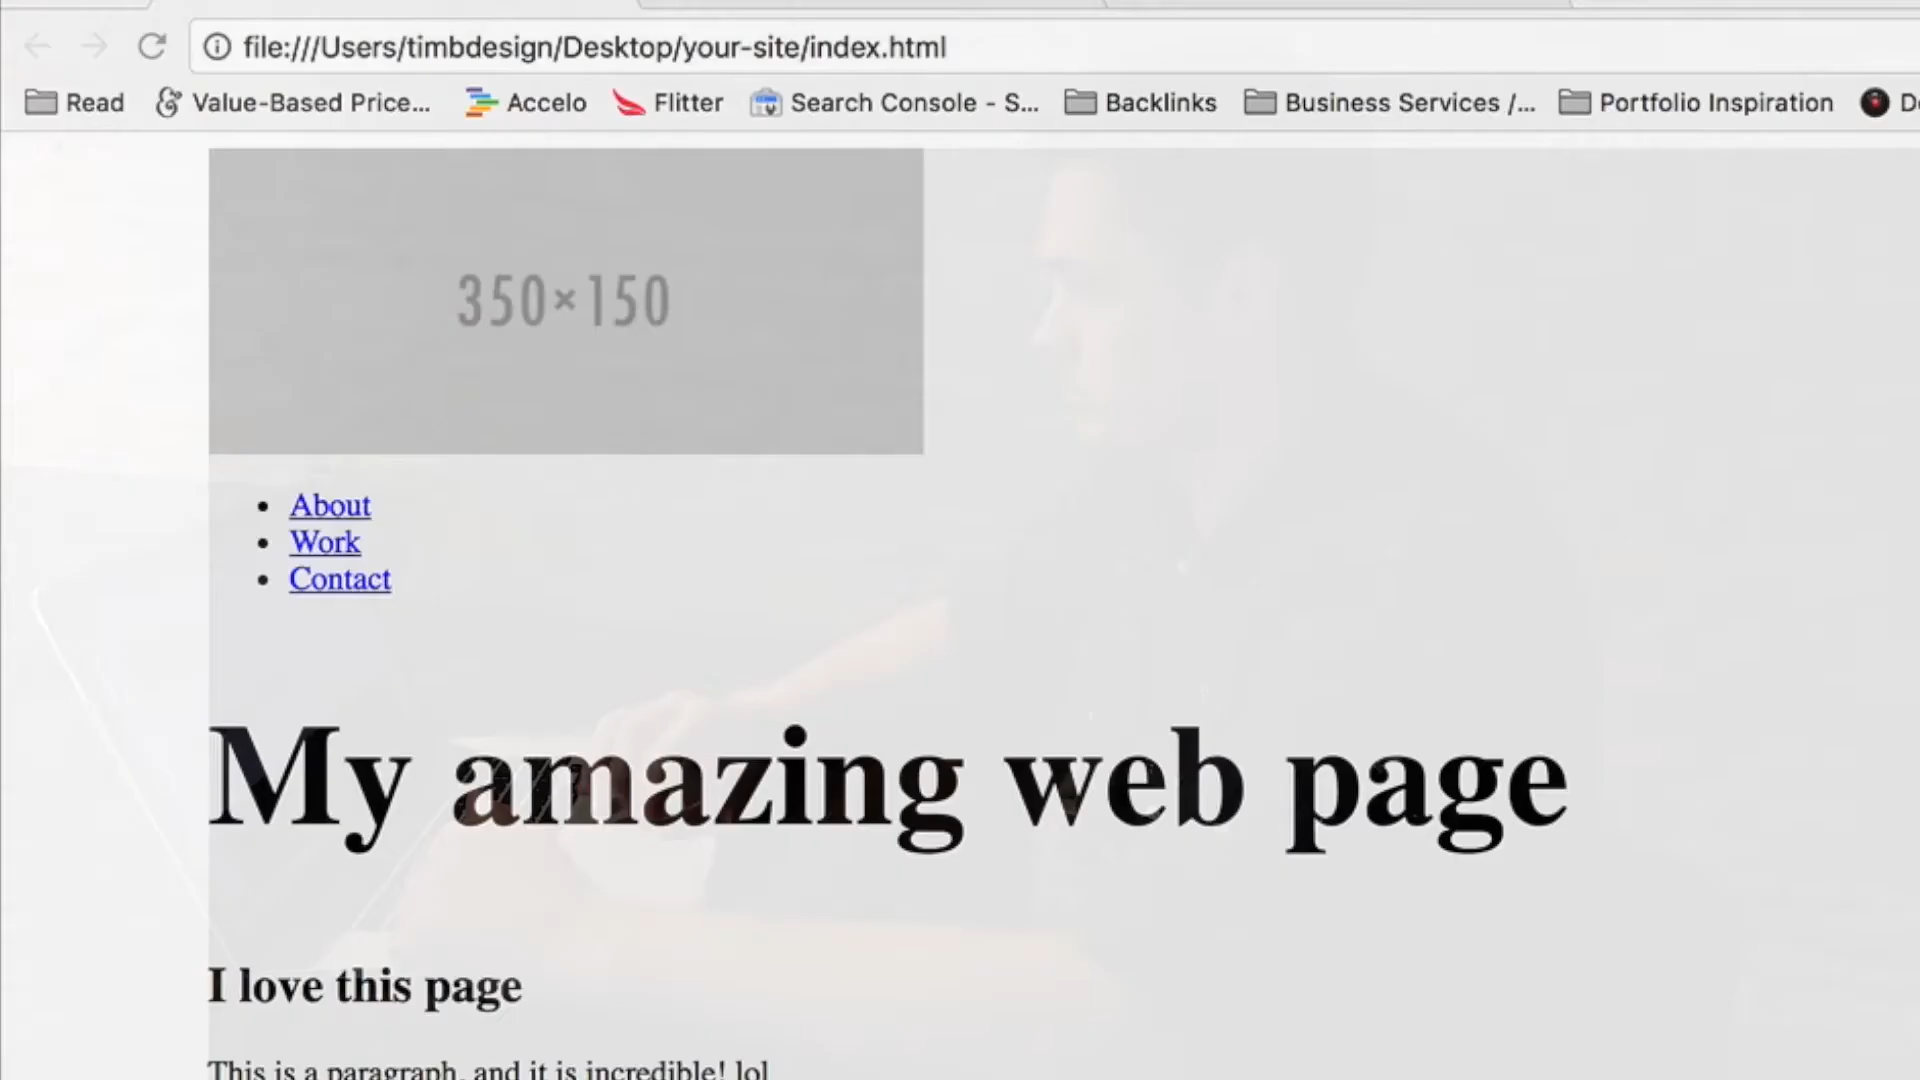 file:///Users/timbdesign/Desktop/your-site/index.html
Read Value-Based Price... Accelo Flitter Search Console - S... Backlinks Business Services /... Portfolio Inspiration
350×150
About
Work
Contact
My amazing web page
I love this page
This is a paragraph, and it is incredible! lol